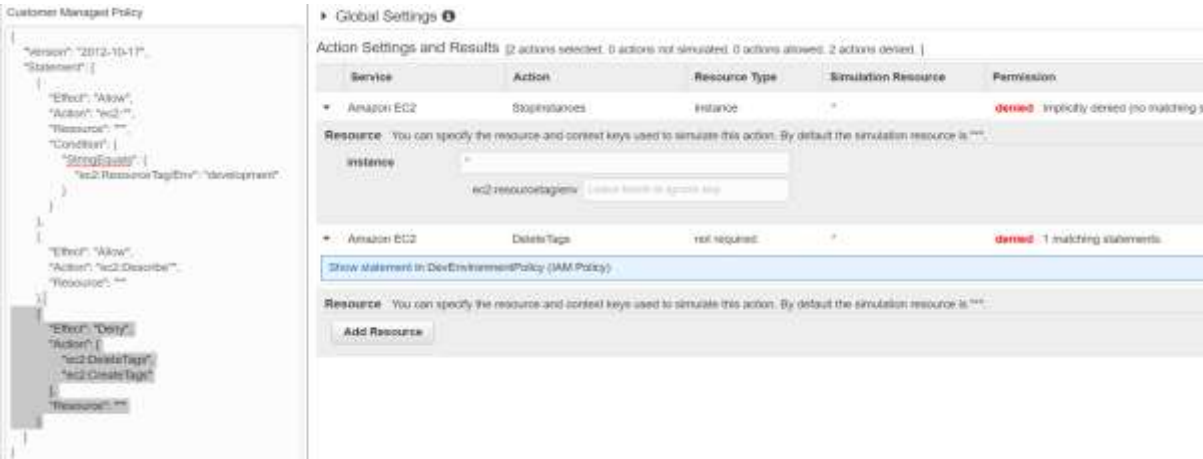 Customer Managed Policy
{
"Version": "2012-10-17",
"Statement": [
{
"Effect": "Allow",
"Action": "ec2:*",
"Resource": "*",
"Condition": {
"StringEquals": {
"ec2:ResourceTag/Env": "development"
}
}
},
{
"Effect": "Allow",
"Action": "ec2:Describe*",
"Resource": "*"
},
{
"Effect": "Deny",
"Action": [
"ec2:DeleteTags",
"ec2:CreateTags"
],
"Resource": "*"
}
]
}
Global Settings
Action Settings and Results [2 actions selected. 0 actions not simulated. 0 actions allowed. 2 actions denied. ]
Service Action Resource Type Simulation Resource Permission
Amazon EC2 StopInstances instance * denied Implicitly denied (no matching s
Resource You can specify the resource and context keys used to simulate this action. By default the simulation resource is "*".
instance *
ec2:resourcetag/env Leave blank to ignore key
Amazon EC2 DeleteTags not required * denied 1 matching statements.
Show statement in DevEnvironmentPolicy (IAM Policy)
Resource You can specify the resource and context keys used to simulate this action. By default the simulation resource is "*".
Add Resource